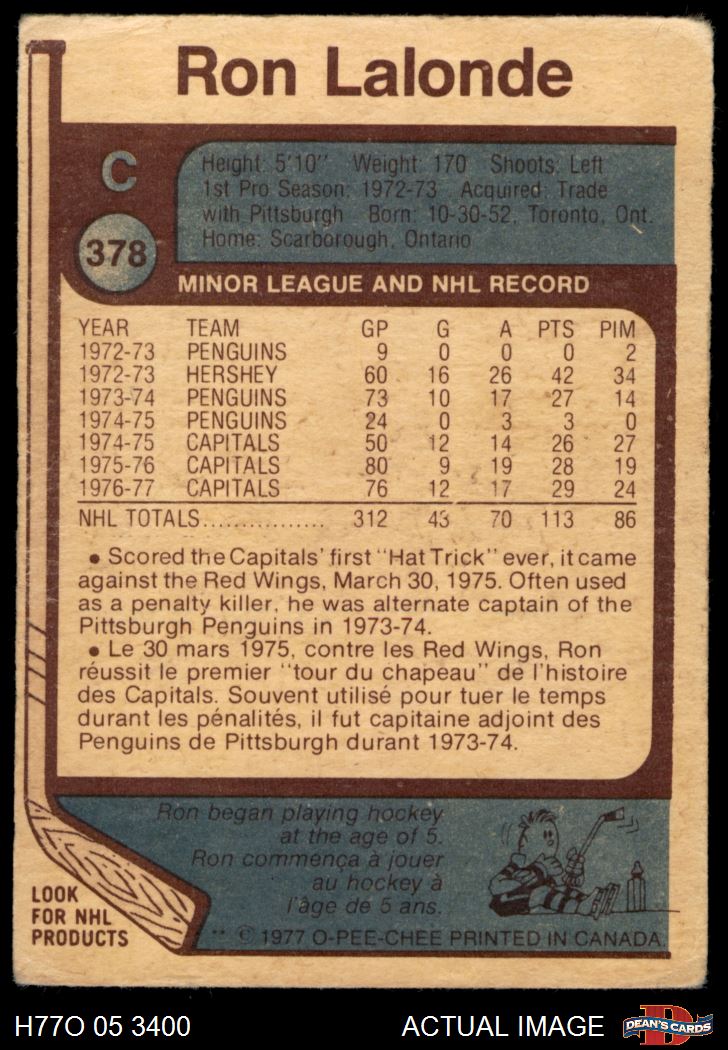 Ron Lalonde
C
378
Height: 5'10" Weight: 170 Shoots: Left
1st Pro Season: 1972-73 Acquired: Trade
with Pittsburgh Born: 10-30-52, Toronto, Ont.
Home: Scarborough, Ontario
MINOR LEAGUE AND NHL RECORD
YEAR TEAM GP G A PTS PIM
1972-73 PENGUINS 9 0 0 0 2
1972-73 HERSHEY 60 16 26 42 34
1973-74 PENGUINS 73 10 17 27 14
1974-75 PENGUINS 24 0 3 3 0
1974-75 CAPITALS 50 12 14 26 27
1975-76 CAPITALS 80 9 19 28 19
1976-77 CAPITALS 76 12 17 29 24
NHL TOTALS................ 312 43 70 113 86
• Scored the Capitals' first "Hat Trick" ever, it came
against the Red Wings, March 30, 1975. Often used
as a penalty killer, he was alternate captain of the
Pittsburgh Penguins in 1973-74.
• Le 30 mars 1975, contre les Red Wings, Ron
réussit le premier "tour du chapeau" de l'histoire
des Capitals. Souvent utilisé pour tuer le temps
durant les pénalités, il fut capitaine adjoint des
Penguins de Pittsburgh durant 1973-74.
Ron began playing hockey
at the age of 5.
Ron commença à jouer
au hockey à
l'âge de 5 ans.
LOOK
FOR NHL
PRODUCTS
** © 1977 O-PEE-CHEE PRINTED IN CANADA.
H77O 05 3400
ACTUAL IMAGE
D
DEAN'S CARDS